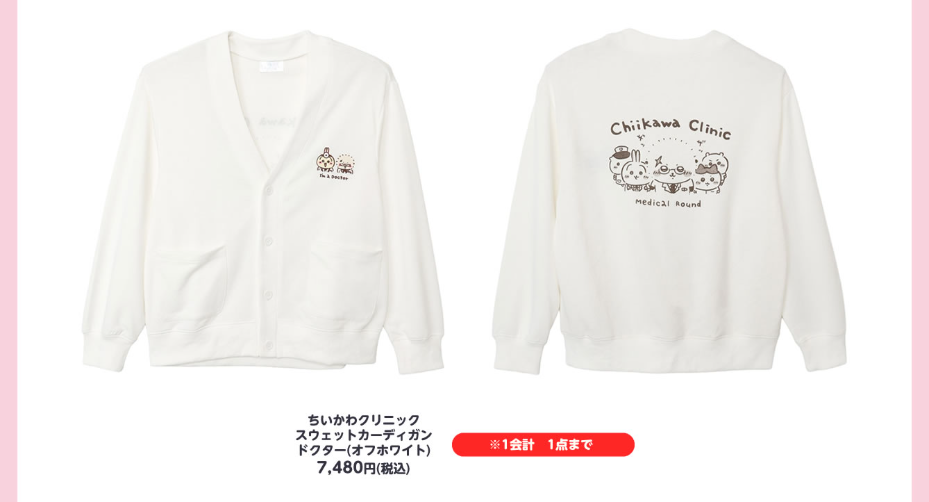 I'm a Doctor
Chiikawa Clinic
Medical Round
ちいかわクリニック
スウェットカーディガン
ドクター(オフホワイト)
7,480円(税込)
※1会計 1点まで